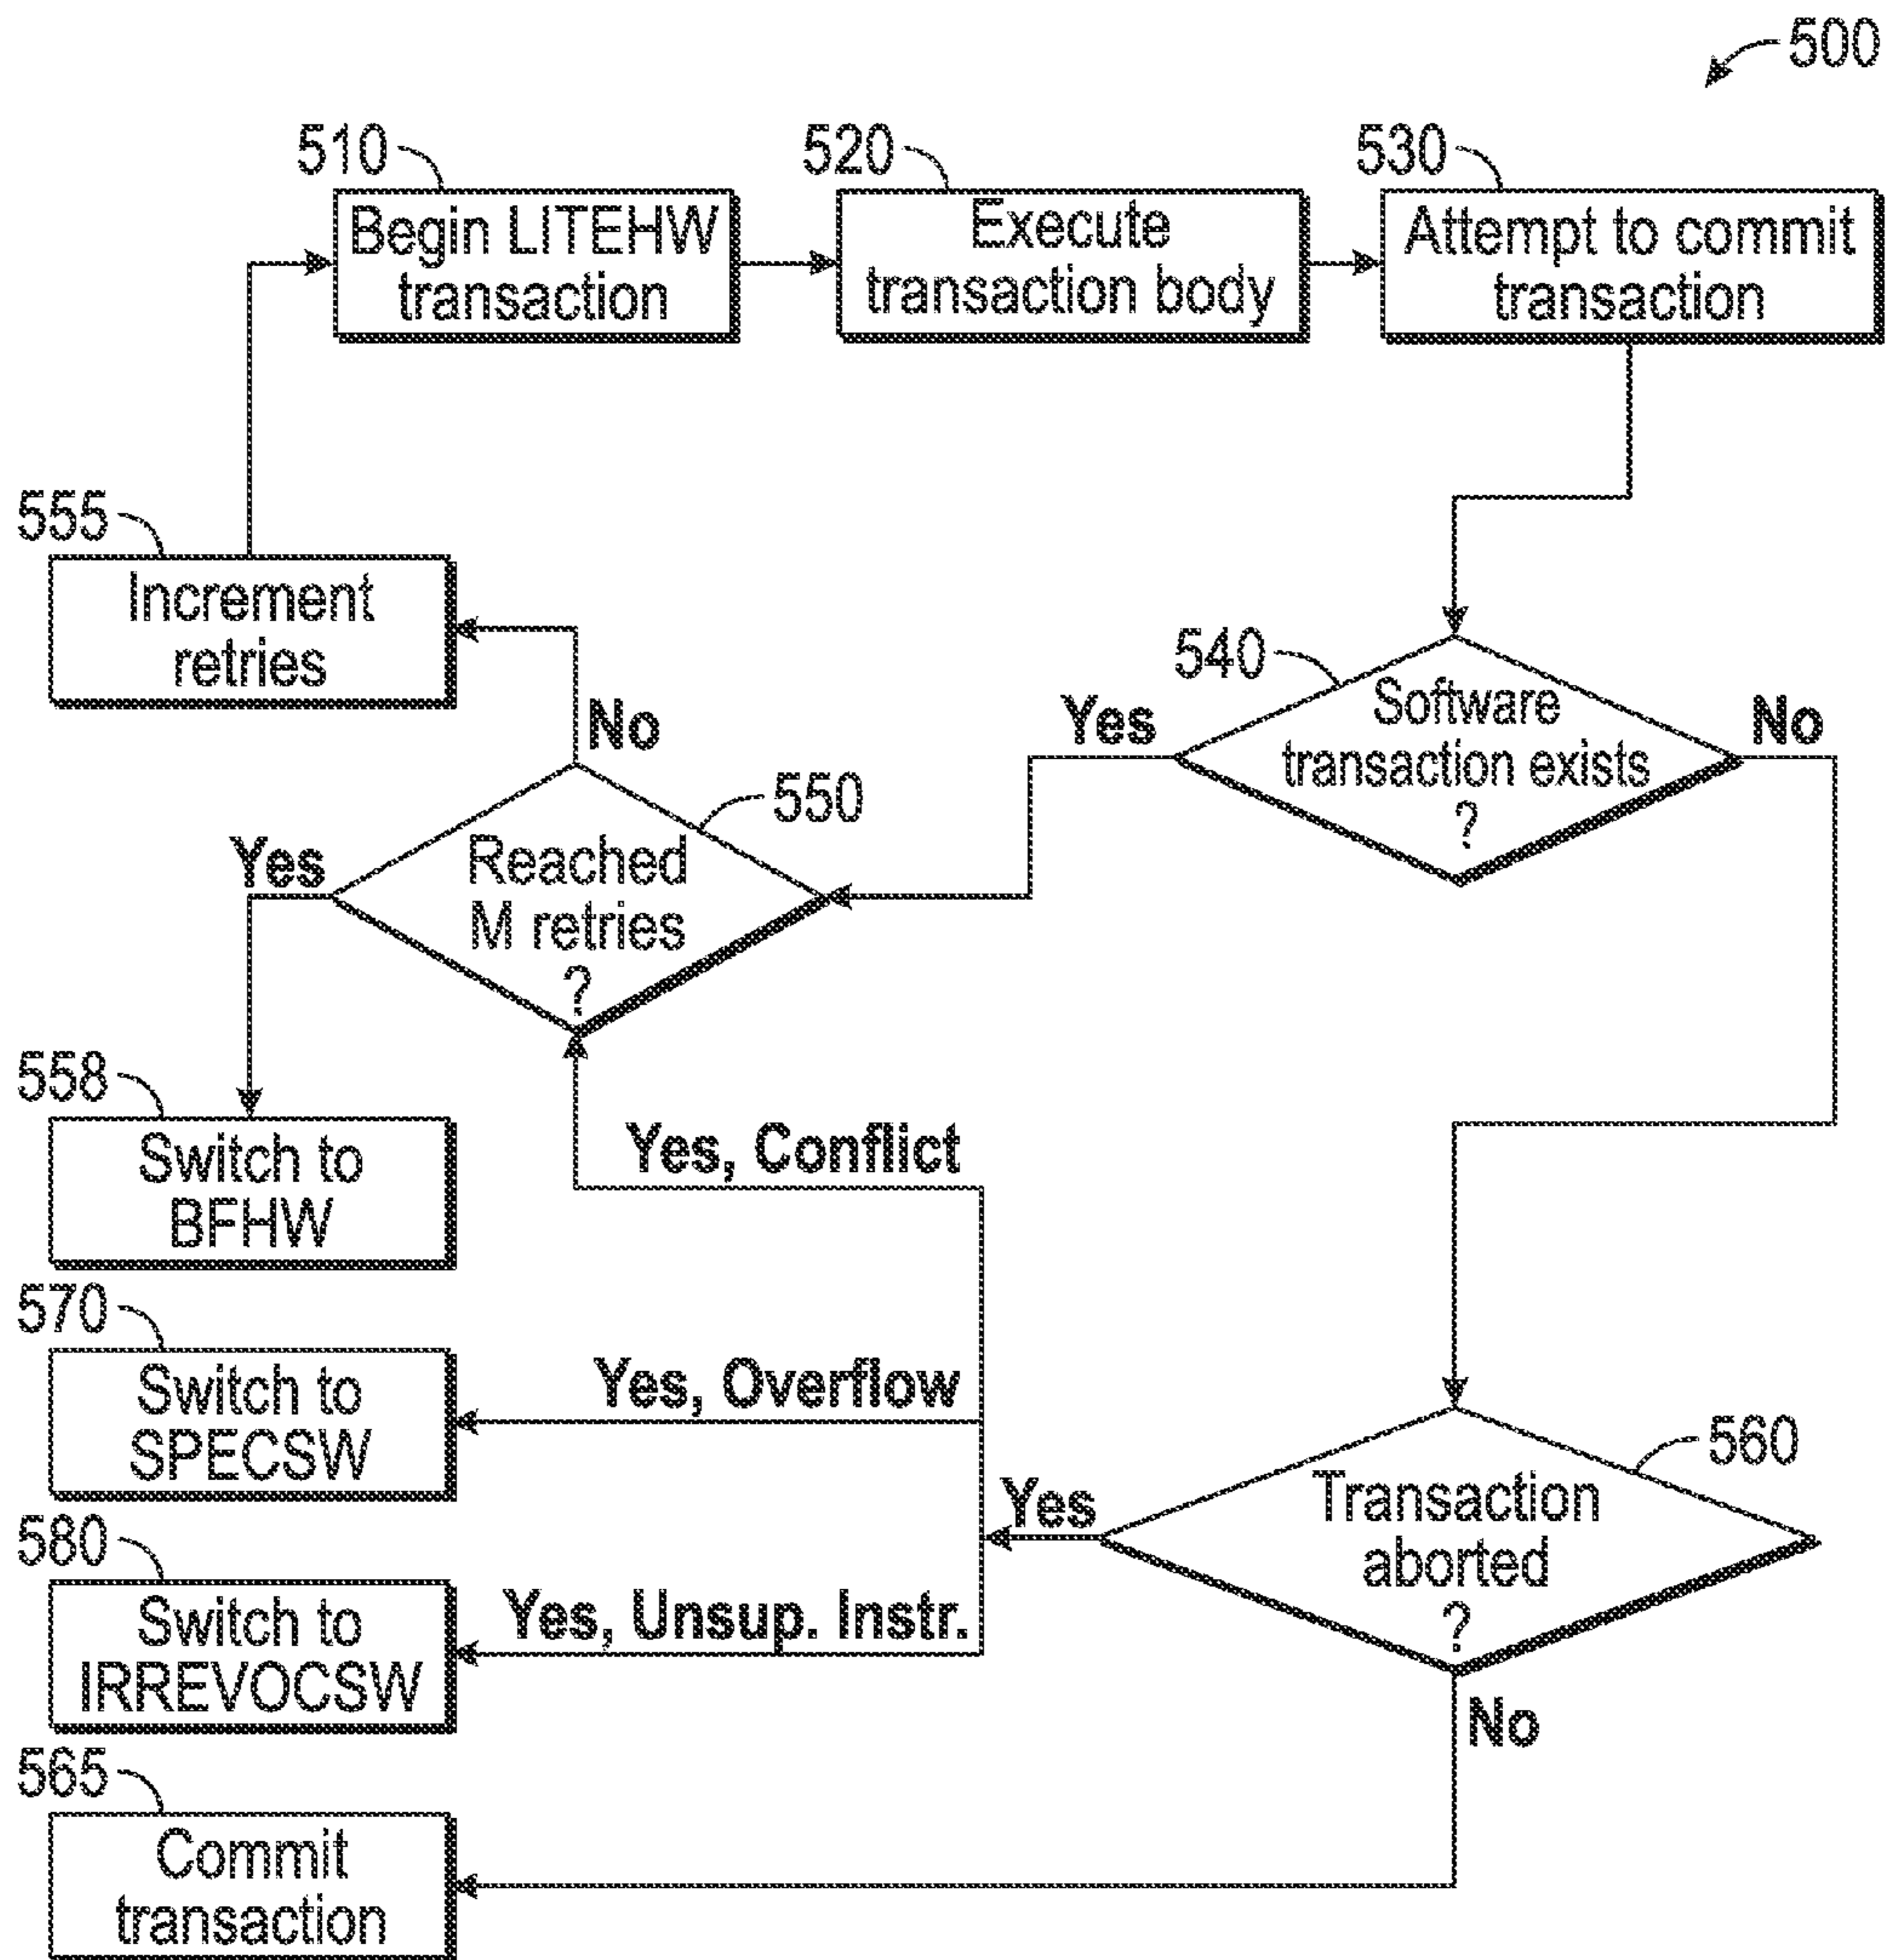 500
510
Begin LITEHW
transaction
520
Execute
transaction body
530
Attempt to commit
transaction
555
Increment
retries
540
Software
transaction exists
?
Yes
No
No
550
Reached
M retries
?
Yes
558
Switch to
BFHW
Yes, Conflict
570
Switch to
SPECSW
Yes, Overflow
560
Transaction
aborted
?
Yes
580
Switch to
IRREVOCSW
Yes, Unsup. Instr.
No
565
Commit
transaction